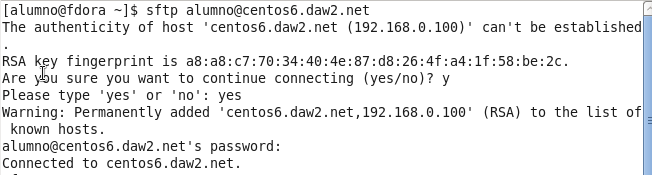 [alumno@fdora ~]$ sftp alumno@centos6.daw2.net
The authenticity of host 'centos6.daw2.net (192.168.0.100)' can't be established
.
RSA key fingerprint is a8:a8:c7:70:34:40:4e:87:d8:26:4f:a4:1f:58:be:2c.
Are you sure you want to continue connecting (yes/no)? y
Please type 'yes' or 'no': yes
Warning: Permanently added 'centos6.daw2.net,192.168.0.100' (RSA) to the list of
 known hosts.
alumno@centos6.daw2.net's password:
Connected to centos6.daw2.net.